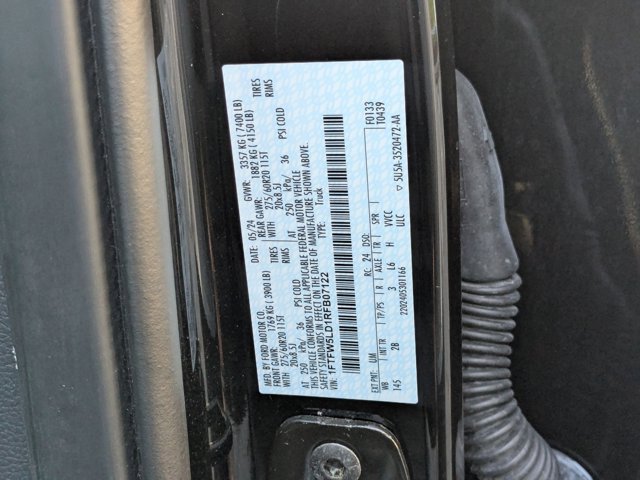 MFD. BY FORD MOTOR CO.
DATE: 05/24 GVWR: 3357 KG ( 7400 LB)
FRONT GAWR: 1769 KG ( 3900 LB) REAR GAWR: 1882 KG ( 4150 LB)
WITH 275/60R20 115T TIRES WITH 275/60R20 115T TIRES
20x8.5J RIMS 20x8.5J RIMS
AT 250 kPa/ 36 PSI COLD AT 250 kPa/ 36 PSI COLD
THIS VEHICLE CONFORMS TO ALL APPLICABLE FEDERAL MOTOR VEHICLE
SAFETY STANDARDS IN EFFECT ON THE DATE OF MANUFACTURE SHOWN ABOVE.
VIN: 1FTFW5LD1RFB07122 TYPE: Truck
F0133
T0439
EXT PNT: UM RC: 24 DSO:
WB INT TR TP/PS R AXLE TR SPR
145 2B 3 L6 H VVCC
ULC
2202405301166 ▽ SU5A-3520472-AA